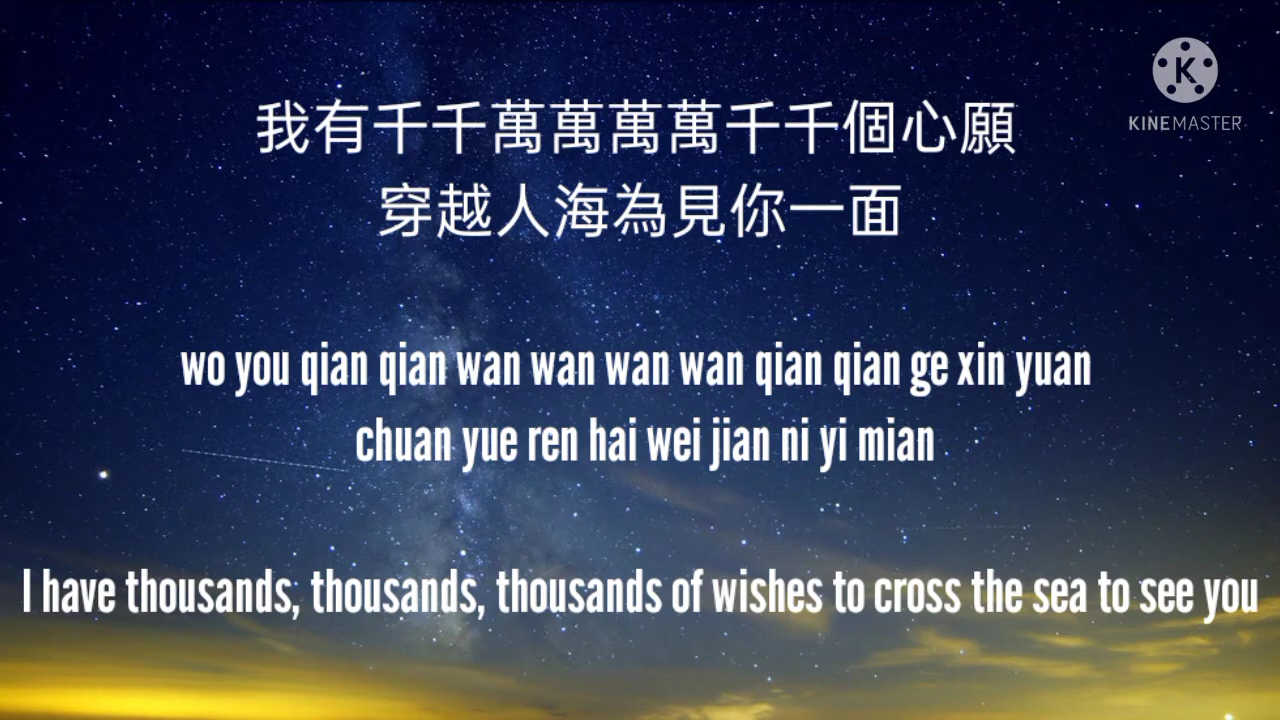 我有千千萬萬萬萬千千個心願
穿越人海為見你一面
wo you qian qian wan wan wan wan qian qian ge xin yuan
chuan yue ren hai wei jian ni yi mian
I have thousands, thousands, thousands of wishes to cross the sea to see you
K
KINEMASTER